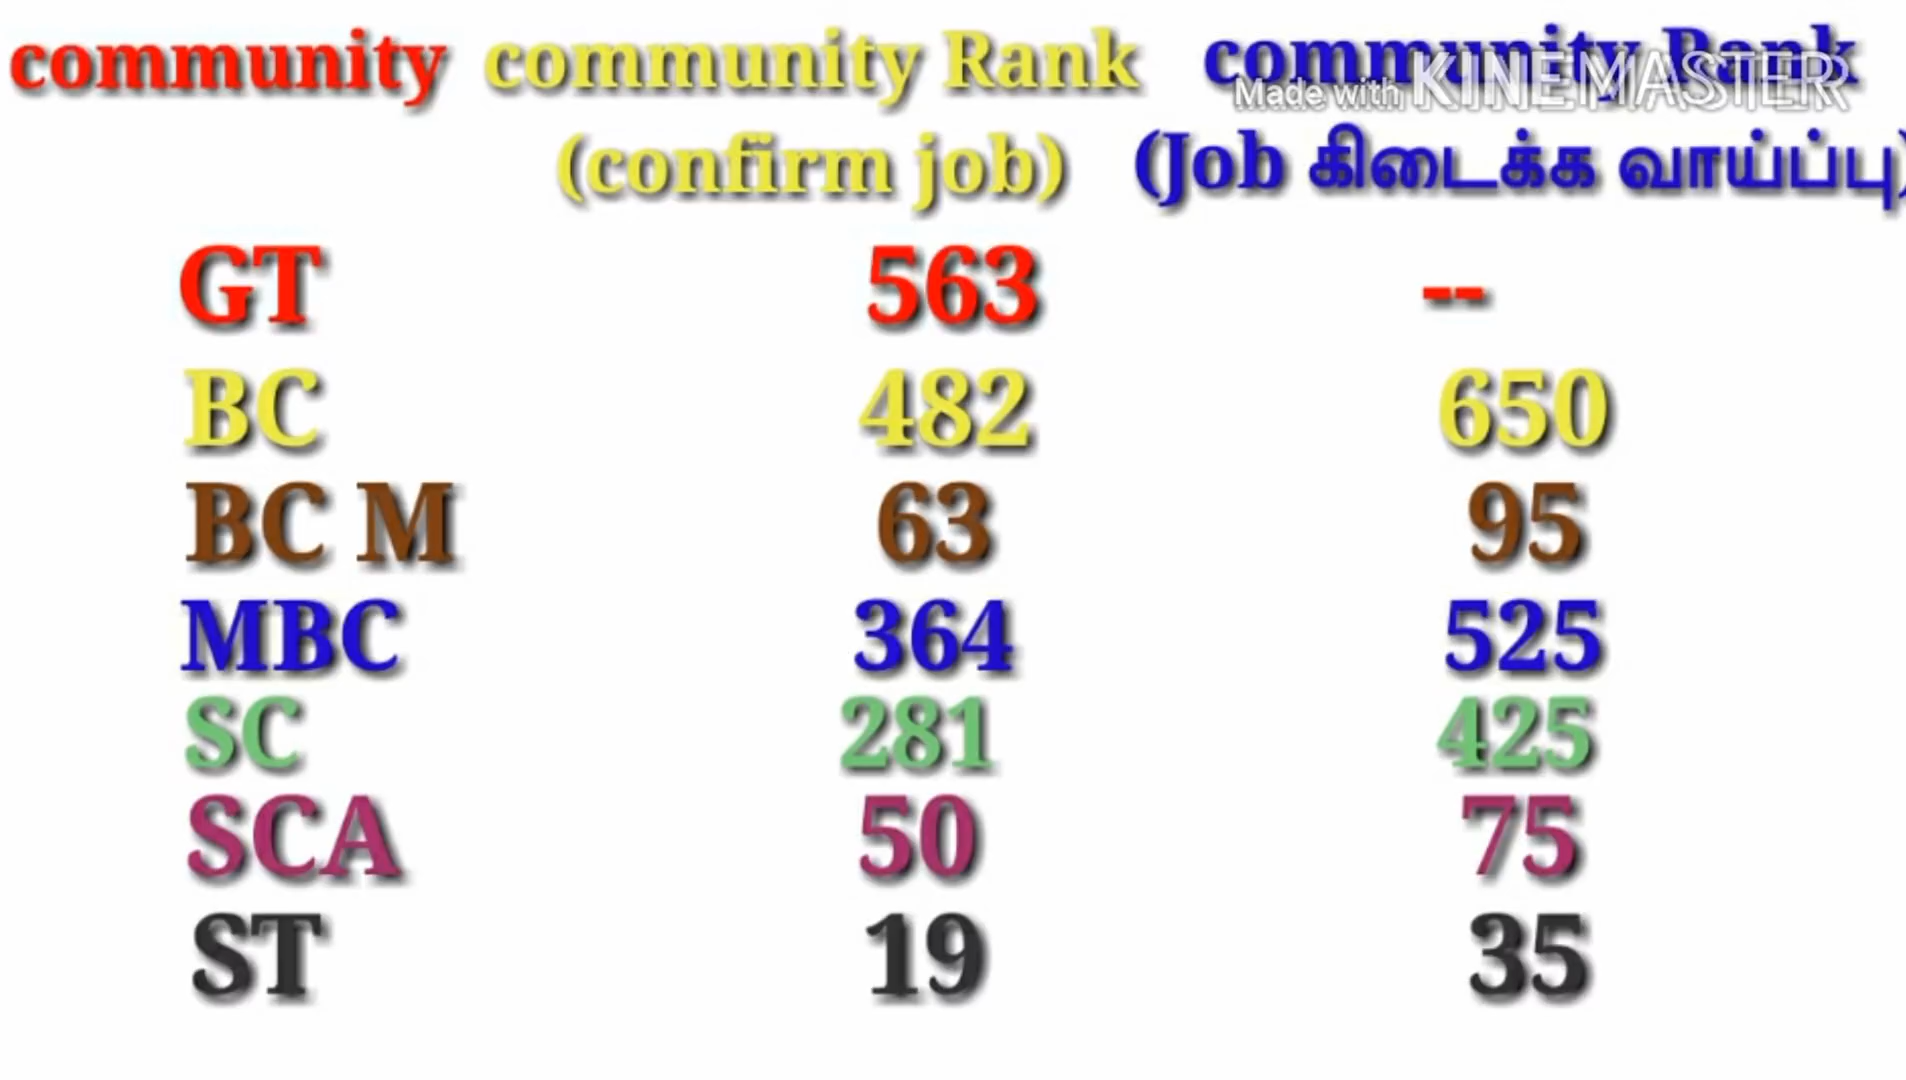 community community Rank community Rank
Made with KINEMASTER
(confirm job) (Job கிடைக்க வாய்ப்பு)
GT 563 --
BC 482 650
BC M 63 95
MBC 364 525
SC 281 425
SCA 50 75
ST 19 35